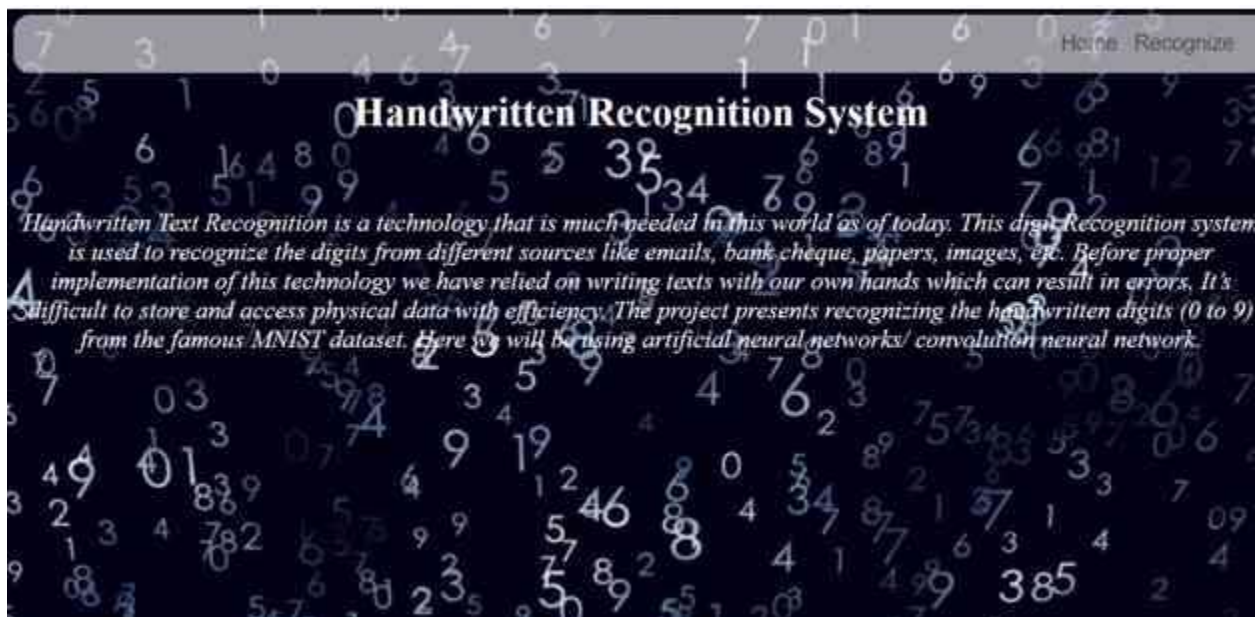 Home Recognize
Handwritten Recognition System
Handwritten Text Recognition is a technology that is much needed in this world as of today. This digit Recognition system
is used to recognize the digits from different sources like emails, bank cheque, papers, images, etc. Before proper
implementation of this technology we have relied on writing texts with our own hands which can result in errors. It's
difficult to store and access physical data with efficiency. The project presents recognizing the handwritten digits (0 to 9)
from the famous MNIST dataset. Here we will be using artificial neural networks/ convolution neural network.